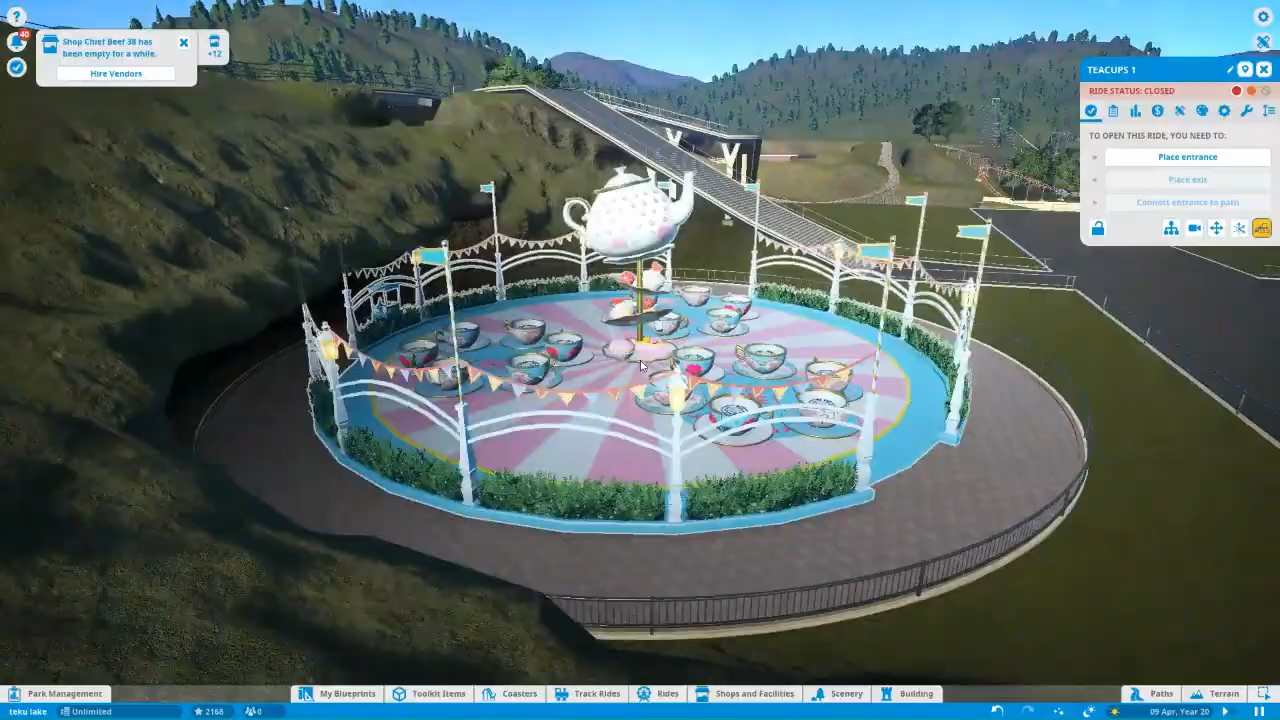 ?
40
Shop Chief Beef 38 has
been empty for a while.
Hire Vendors
+12
TEACUPS 1
RIDE STATUS: CLOSED
TO OPEN THIS RIDE, YOU NEED TO:
Place entrance
Place exit
Connect entrance to path
Park Management
My Blueprints
Toolkit Items
Coasters
Track Rides
Rides
Shops and Facilities
Scenery
Building
Paths
Terrain
teku lake
Unlimited
2168
0
09 Apr, Year 20